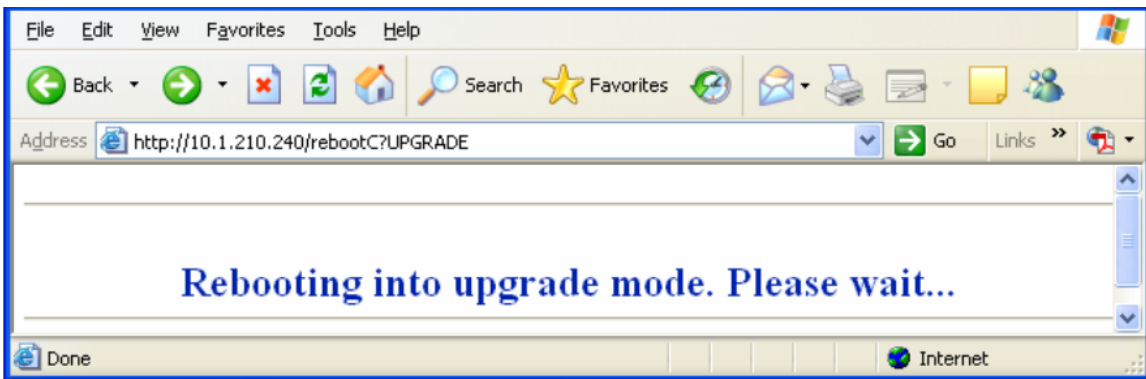 File Edit View Favorites Tools Help
Back Search Favorites
Address http://10.1.210.240/rebootC?UPGRADE Go Links »
Rebooting into upgrade mode. Please wait...
Done Internet